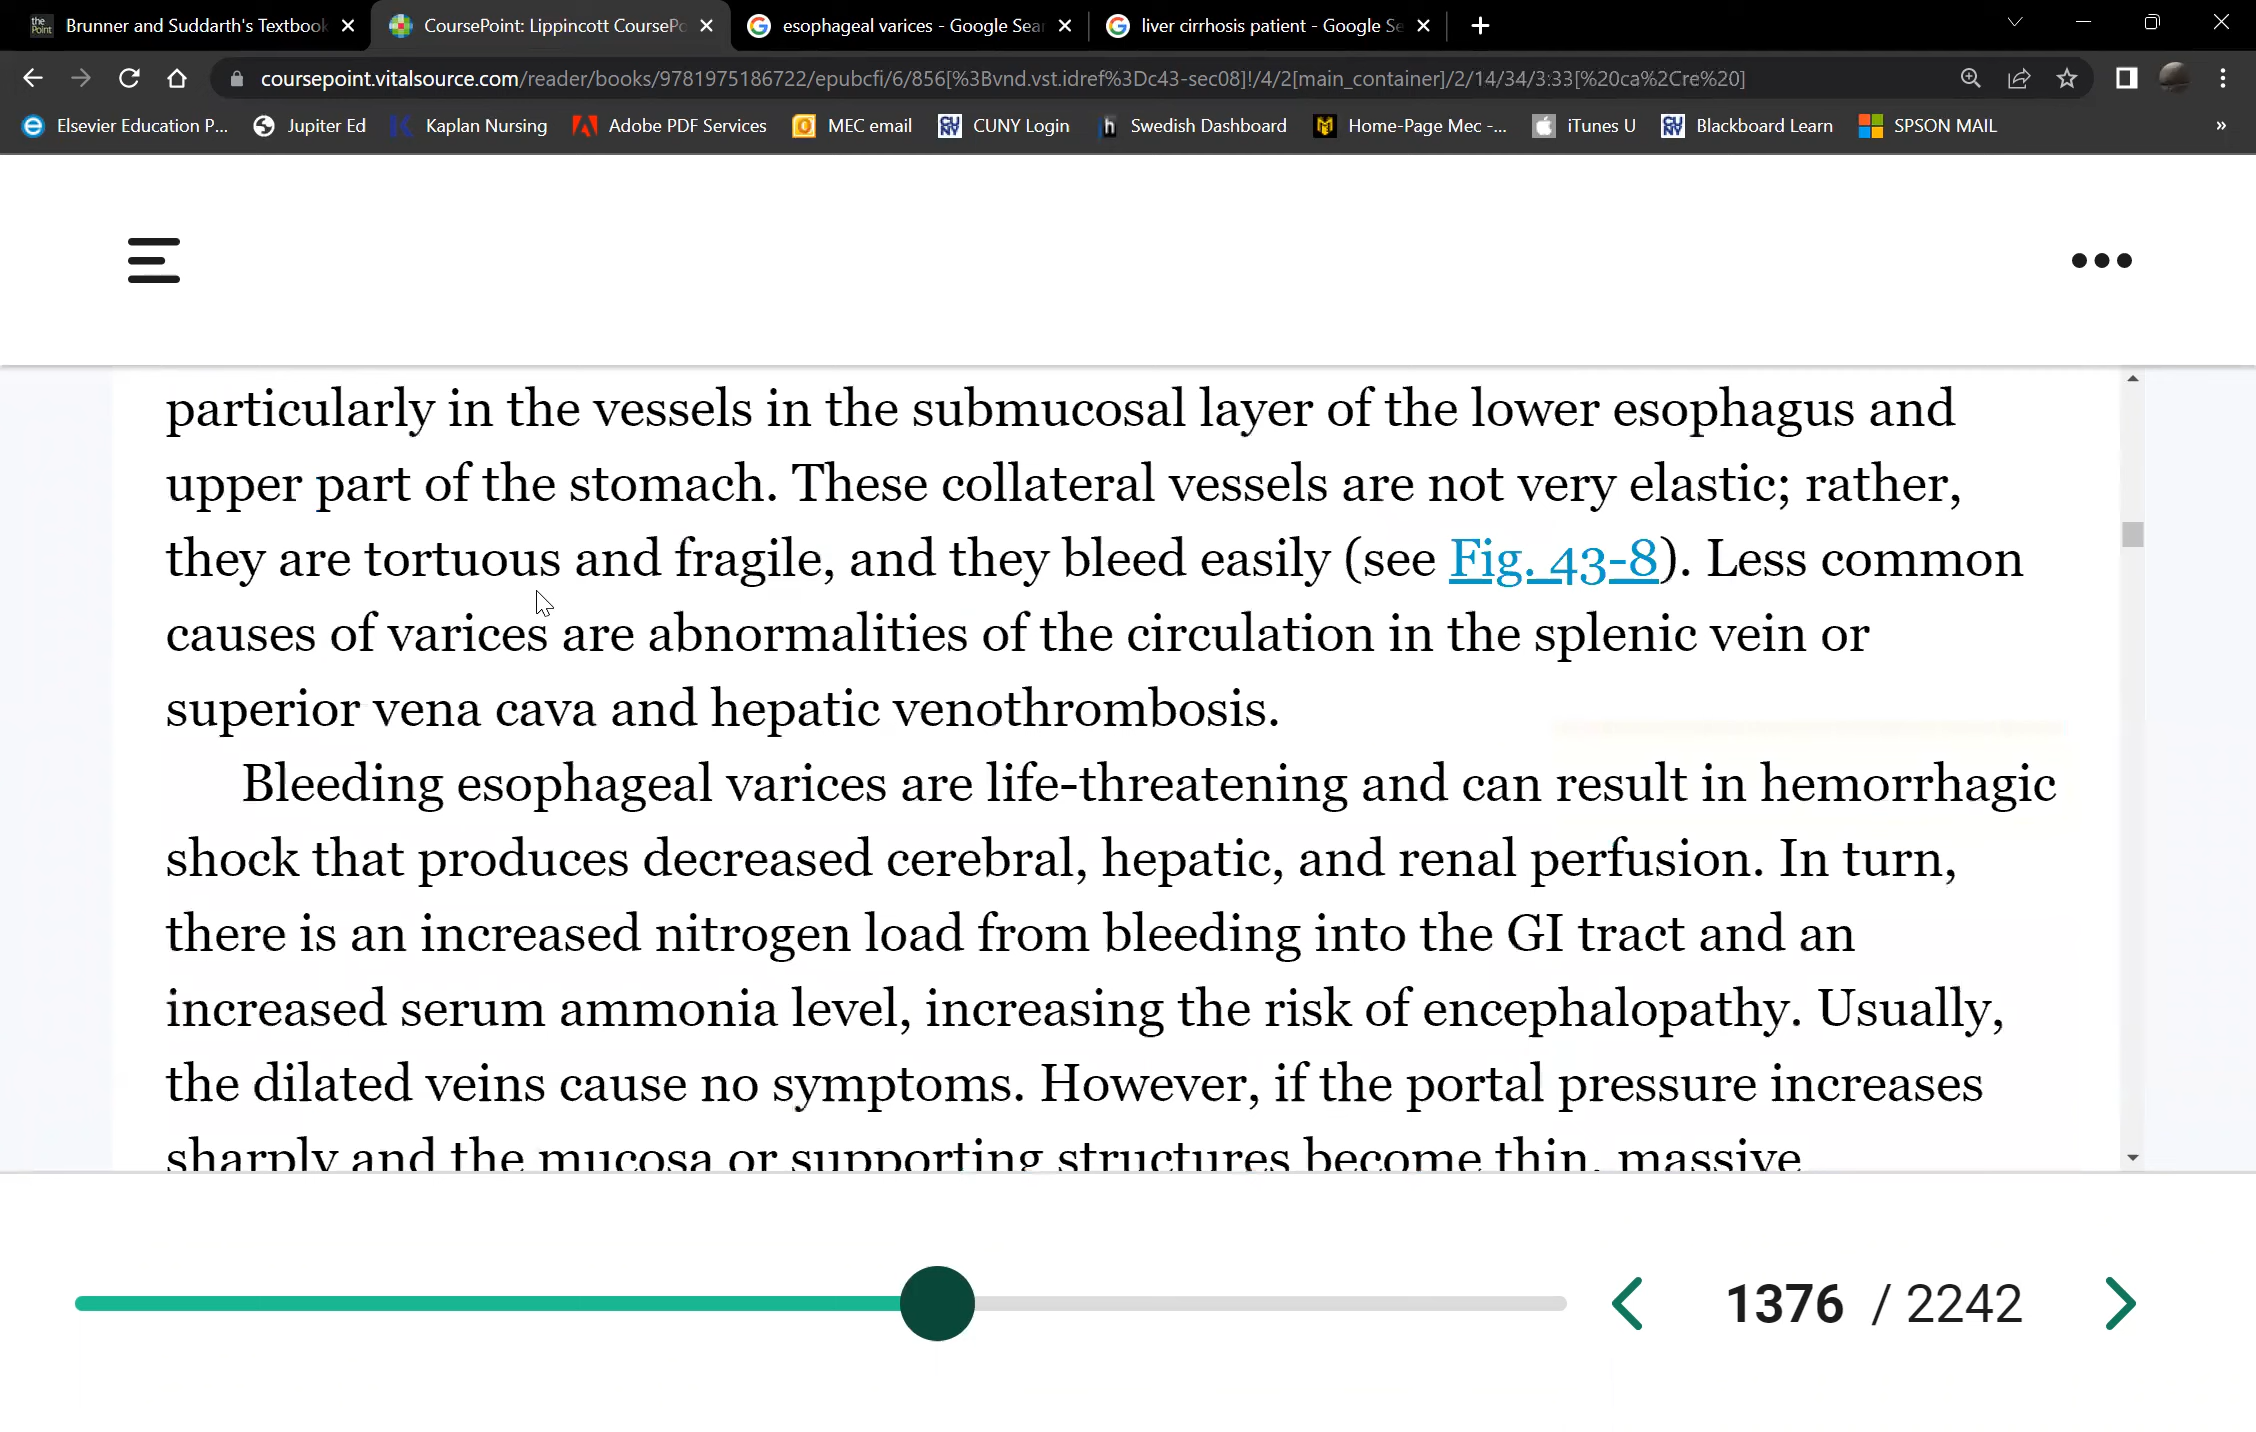 Brunner and Suddarth's Textbook
CoursePoint: Lippincott CourseP
esophageal varices - Google Sear
liver cirrhosis patient - Google Se
coursepoint.vitalsource.com/reader/books/9781975186722/epubcfi/6/856[%3Bvnd.vst.idref%3Dc43-sec08]!/4/2[main_container]/2/14/34/3:33[%20ca%2Cre%20]
Elsevier Education P... Jupiter Ed Kaplan Nursing Adobe PDF Services MEC email CUNY Login Swedish Dashboard Home-Page Mec -... iTunes U Blackboard Learn SPSON MAIL »
particularly in the vessels in the submucosal layer of the lower esophagus and
upper part of the stomach. These collateral vessels are not very elastic; rather,
they are tortuous and fragile, and they bleed easily (see Fig. 43-8). Less common
causes of varices are abnormalities of the circulation in the splenic vein or
superior vena cava and hepatic venothrombosis.
Bleeding esophageal varices are life-threatening and can result in hemorrhagic
shock that produces decreased cerebral, hepatic, and renal perfusion. In turn,
there is an increased nitrogen load from bleeding into the GI tract and an
increased serum ammonia level, increasing the risk of encephalopathy. Usually,
the dilated veins cause no symptoms. However, if the portal pressure increases
sharply and the mucosa or supporting structures become thin, massive
1376 / 2242